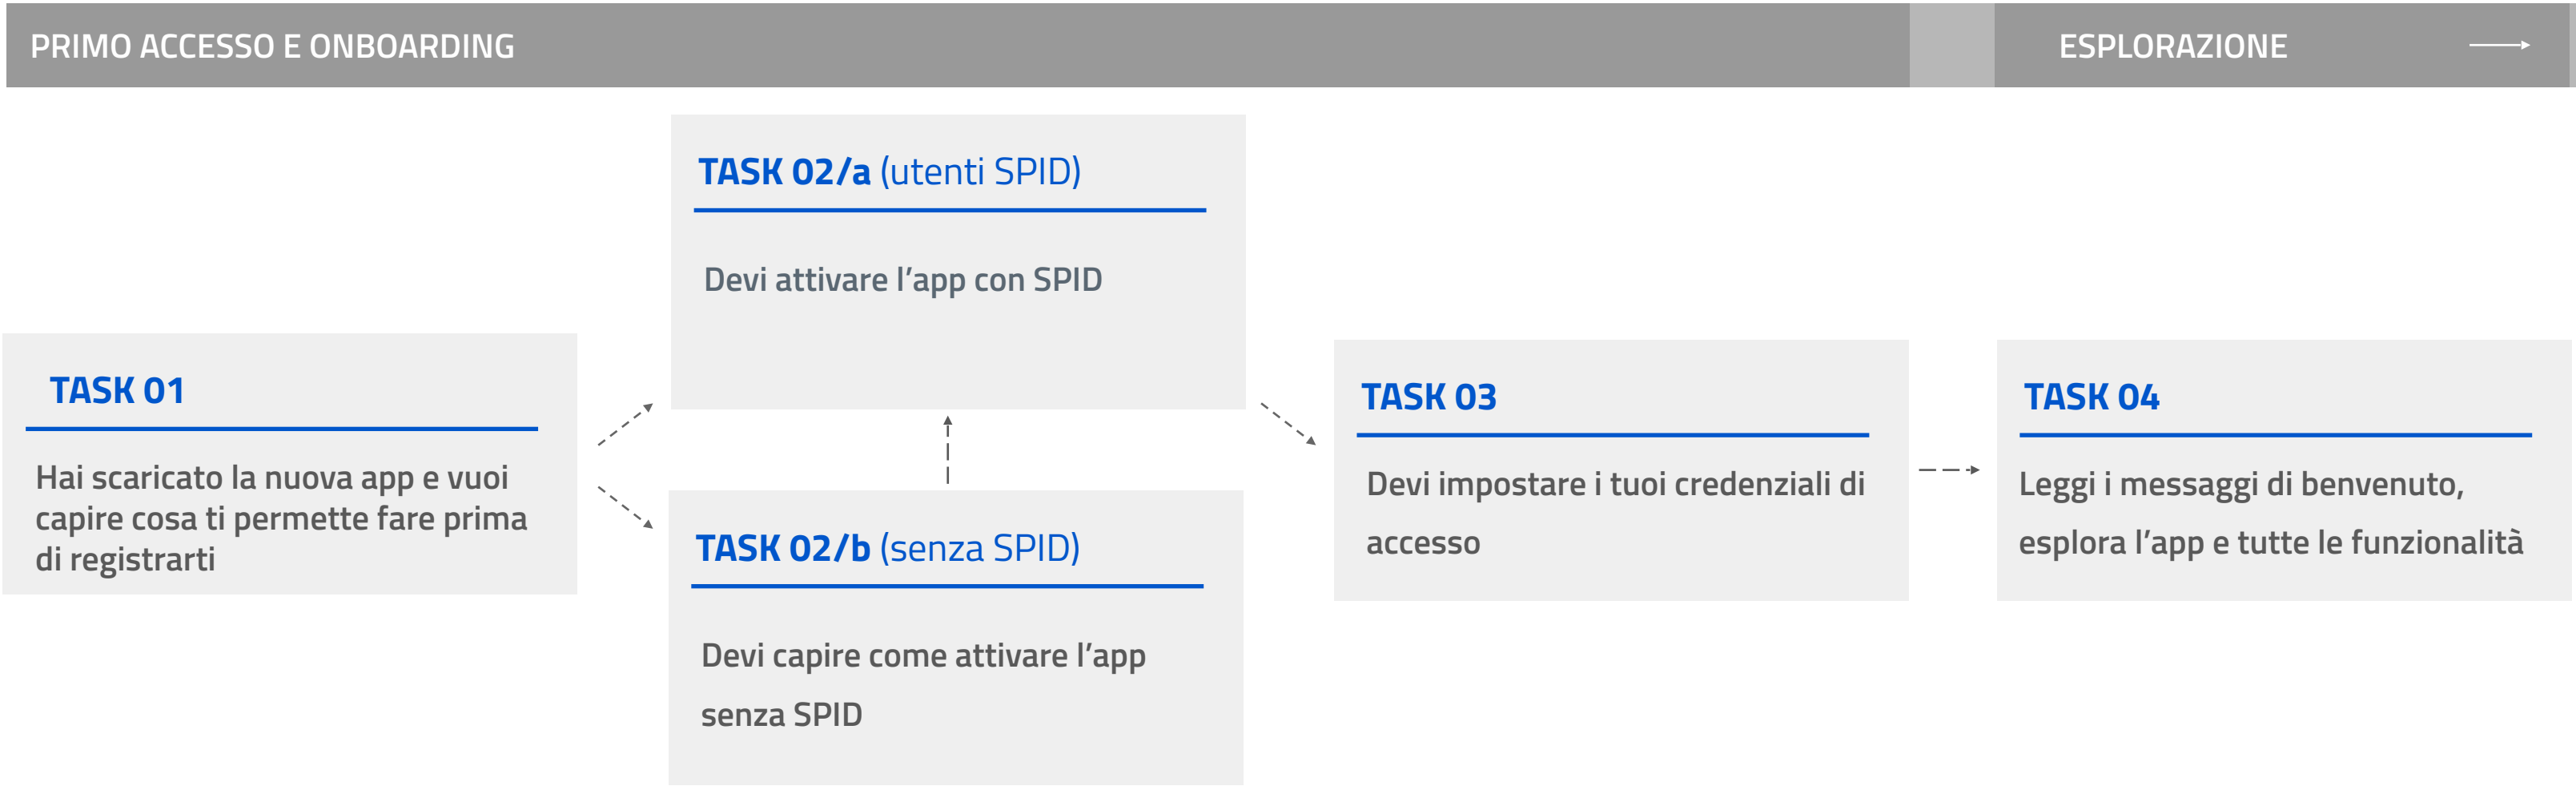 PRIMO ACCESSO E ONBOARDING
ESPLORAZIONE
TASK 01
Hai scaricato la nuova app e vuoi
capire cosa ti permette fare prima
di registrarti
TASK 02/a (utenti SPID)
Devi attivare l’app con SPID
TASK 02/b (senza SPID)
Devi capire come attivare l’app
senza SPID
TASK 03
Devi impostare i tuoi credenziali di
accesso
TASK 04
Leggi i messaggi di benvenuto,
esplora l’app e tutte le funzionalità